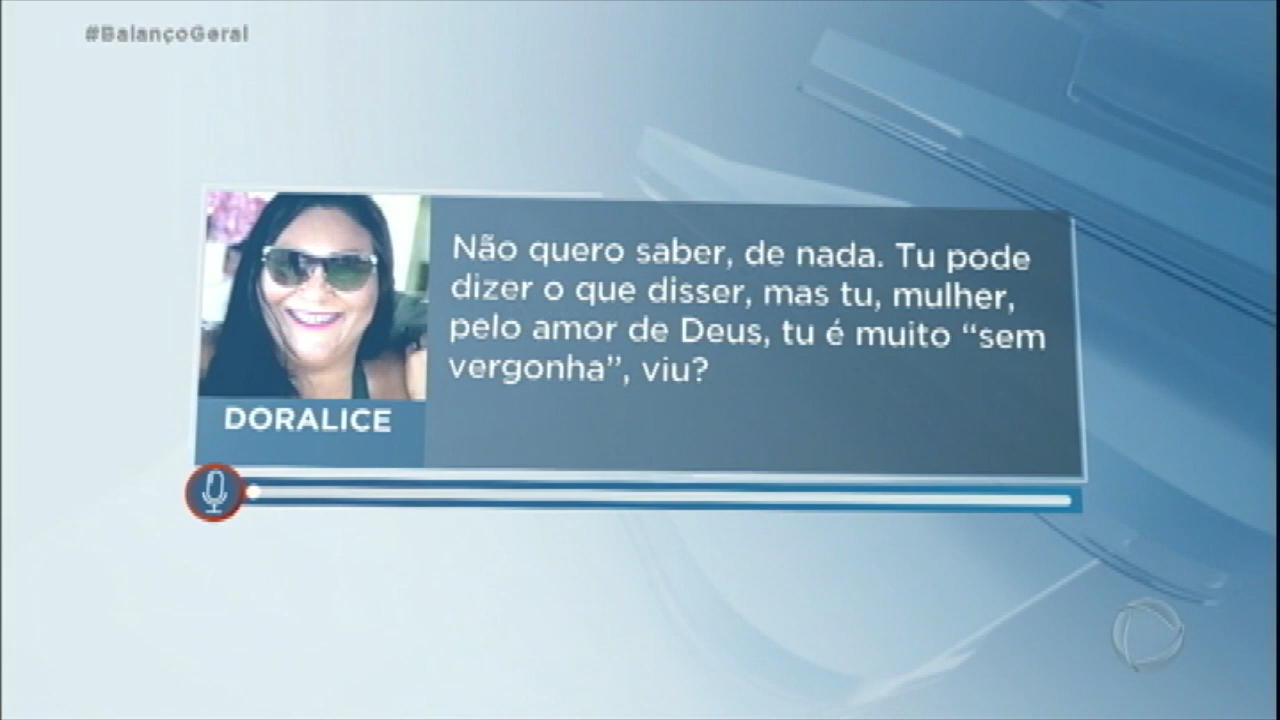 #BalançoGeral
Não quero saber, de nada. Tu pode
dizer o que disser, mas tu, mulher,
pelo amor de Deus, tu é muito “sem
vergonha”, viu?
DORALICE